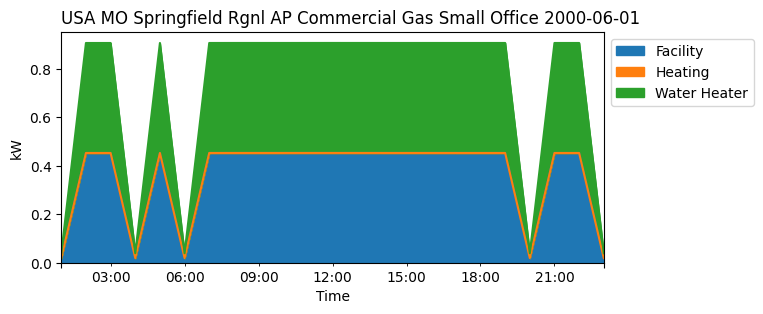 USA MO Springfield Rgnl AP Commercial Gas Small Office 2000-06-01
Facility
Heating
Water Heater
kW
0.8
0.6
0.4
0.2
0.0
03:00 06:00 09:00 12:00 15:00 18:00 21:00
Time